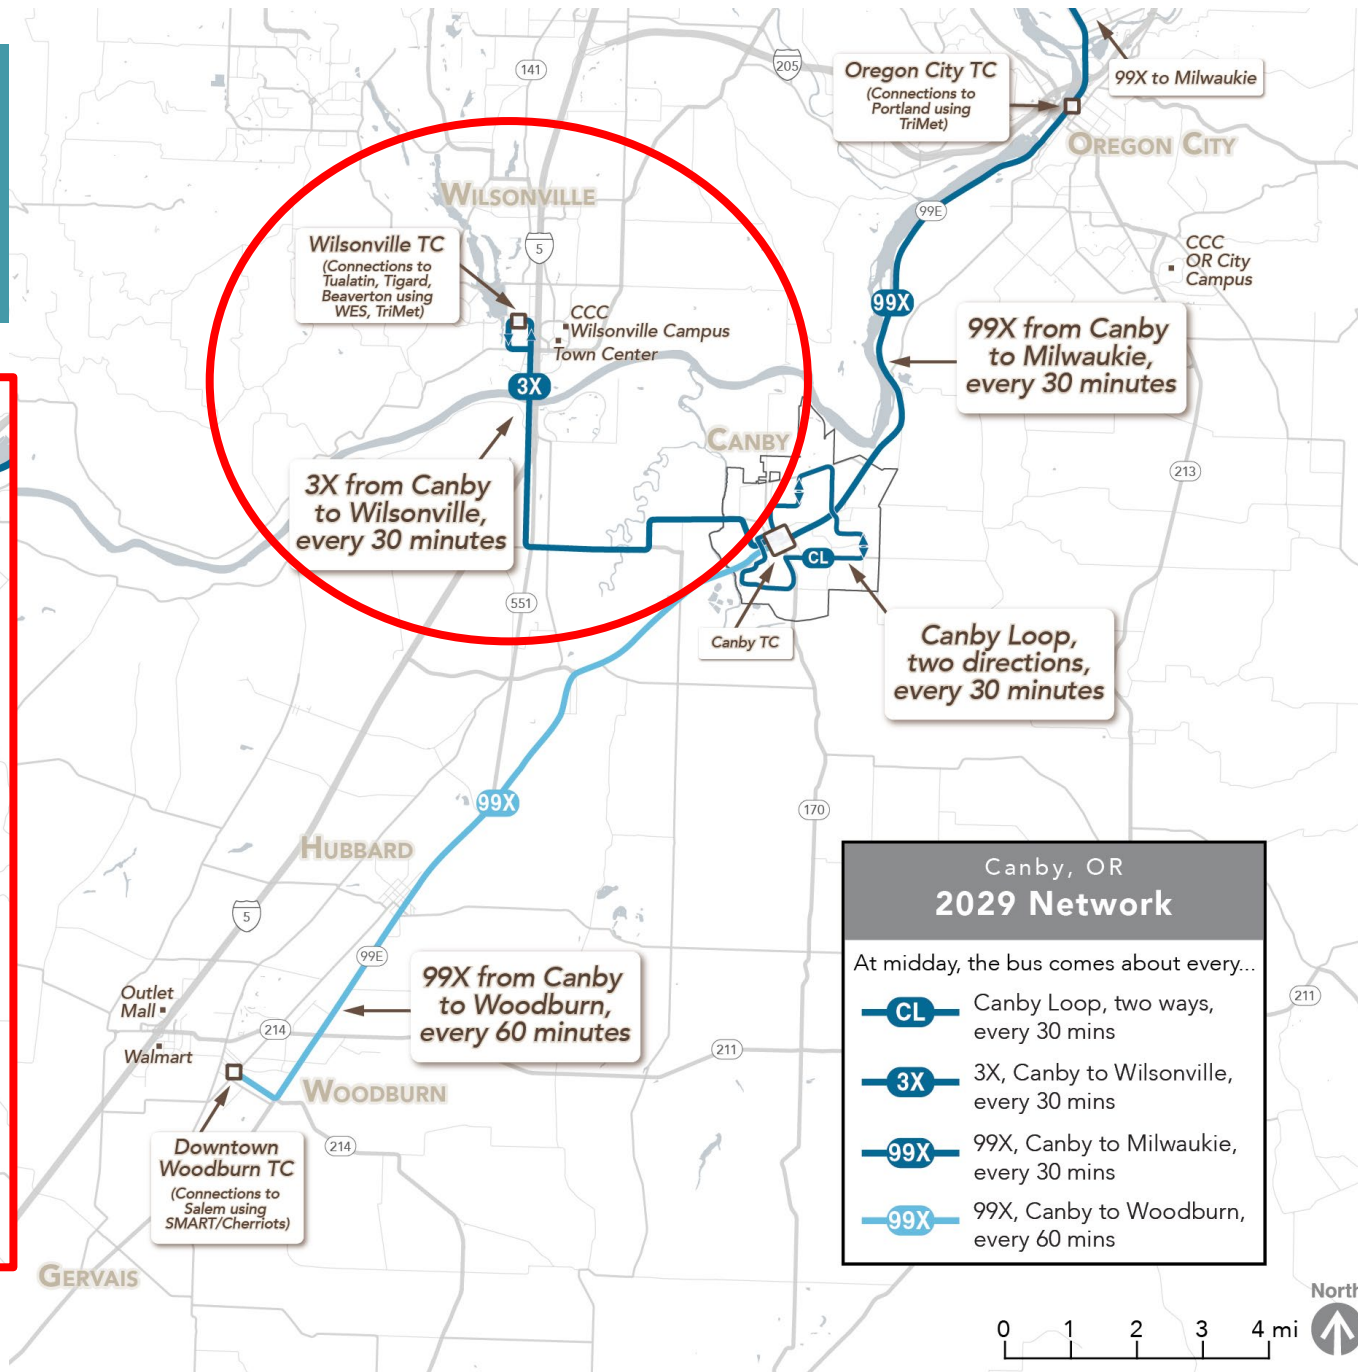 141
205
Oregon City TC
(Connections to
Portland using
TriMet)
99X to Milwaukie
OREGON CITY
WILSONVILLE
99E
5
Wilsonville TC
(Connections to
Tualatin, Tigard,
Beaverton using
WES, TriMet)
CCC
OR City
Campus
CCC
Wilsonville Campus
Town Center
99X
99X from Canby
to Milwaukie,
every 30 minutes
3X
CANBY
213
3X from Canby
to Wilsonville,
every 30 minutes
CL
551
Canby TC
Canby Loop,
two directions,
every 30 minutes
99X
170
HUBBARD
5
99E
99X from Canby
to Woodburn,
every 60 minutes
Outlet
Mall
214
Walmart
211
211
WOODBURN
214
Downtown
Woodburn TC
(Connections to
Salem using
SMART/Cherriots)
GERVAIS
Canby, OR
2029 Network
At midday, the bus comes about every...
CL Canby Loop, two ways,
every 30 mins
3X 3X, Canby to Wilsonville,
every 30 mins
99X 99X, Canby to Milwaukie,
every 30 mins
99X 99X, Canby to Woodburn,
every 60 mins
North
0 1 2 3 4 mi